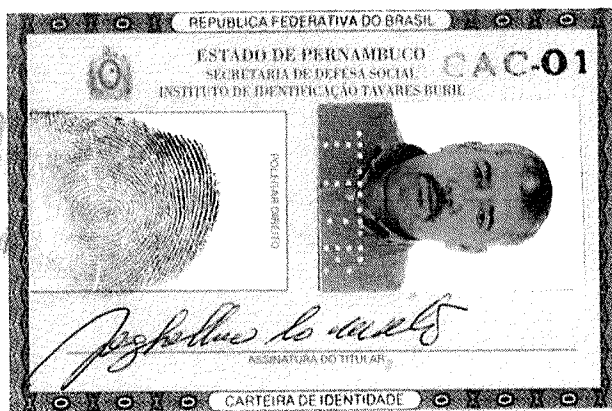 REPÚBLICA FEDERATIVA DO BRASIL
ESTADO DE PERNAMBUCO
CAC-01
SECRETARIA DE DEFESA SOCIAL
INSTITUTO DE IDENTIFICAÇÃO TAVARES BURIL
POLEGAR DIREITO
ASSINATURA DO TITULAR
CARTEIRA DE IDENTIDADE